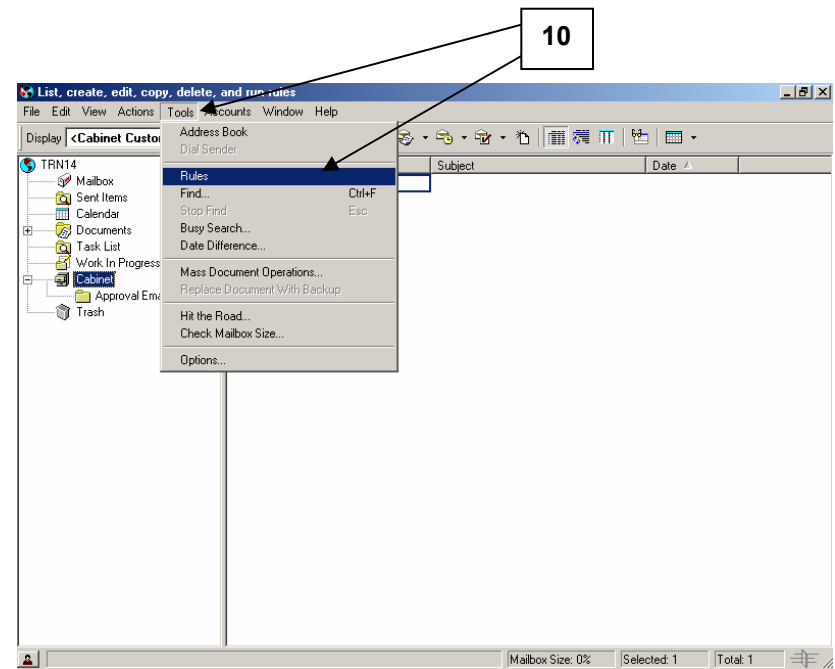 10
List, create, edit, copy, delete, and run rules
File Edit View Actions Tools Accounts Window Help
Display <Cabinet Custo
Address Book
Dial Sender
Rules
Find... Ctrl+F
Stop Find Esc
Busy Search...
Date Difference...
Mass Document Operations...
Replace Document With Backup
Hit the Road...
Check Mailbox Size...
Options...
Subject Date
TRN14
Mailbox
Sent Items
Calendar
Documents
Task List
Work In Progress
Cabinet
Approval Ema
Trash
Mailbox Size: 0% Selected: 1 Total: 1